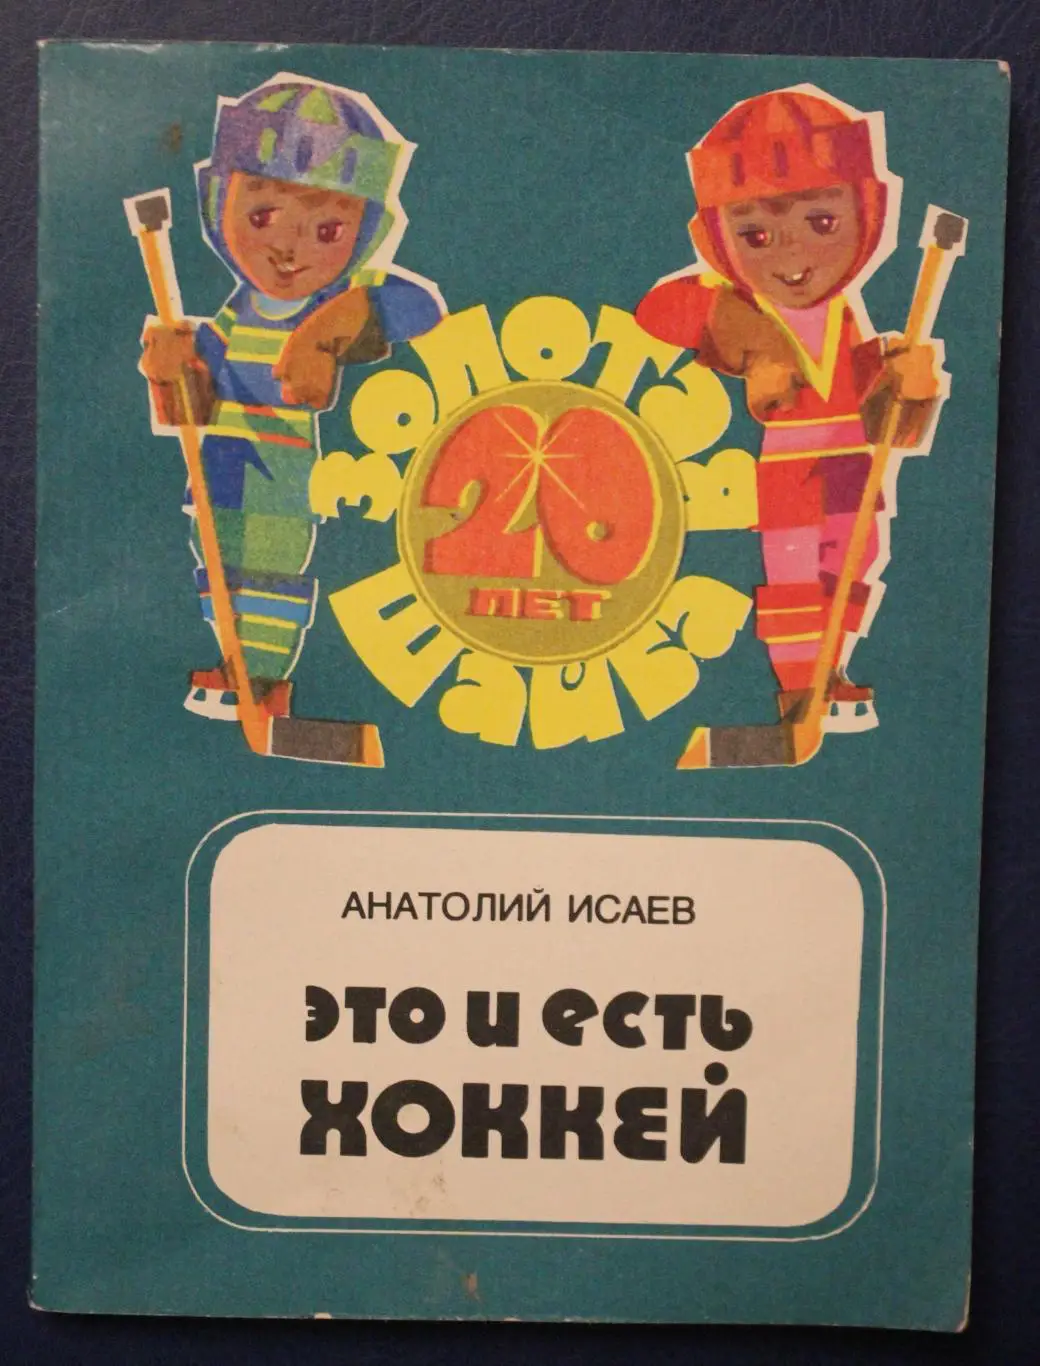 ЗОЛОТАЯ
ШАЙБА
20
ЛЕТ
АНАТОЛИЙ ИСАЕВ
ЭТО И ЕСТЬ
ХОККЕЙ